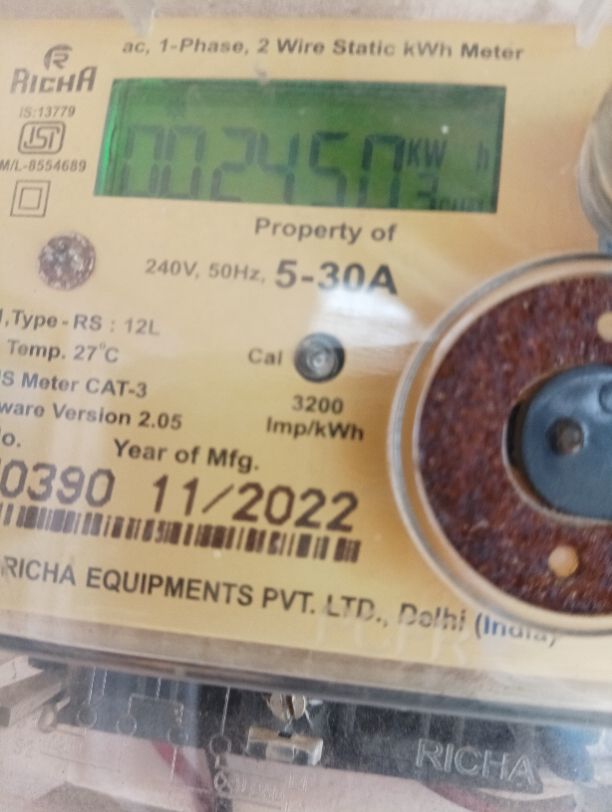 ac, 1-Phase, 2 Wire Static kWh Meter
RICHA
IS:13779
ISI
M/L-8554689
002450 KW h
3
Property of
240V, 50Hz, 5-30A
Type - RS : 12L
Temp. 27°C
Cal
S Meter CAT-3
3200
ware Version 2.05
Imp/kWh
o.
Year of Mfg.
0390 11/2022
RICHA EQUIPMENTS PVT. LTD., Delhi (India)
RICHA